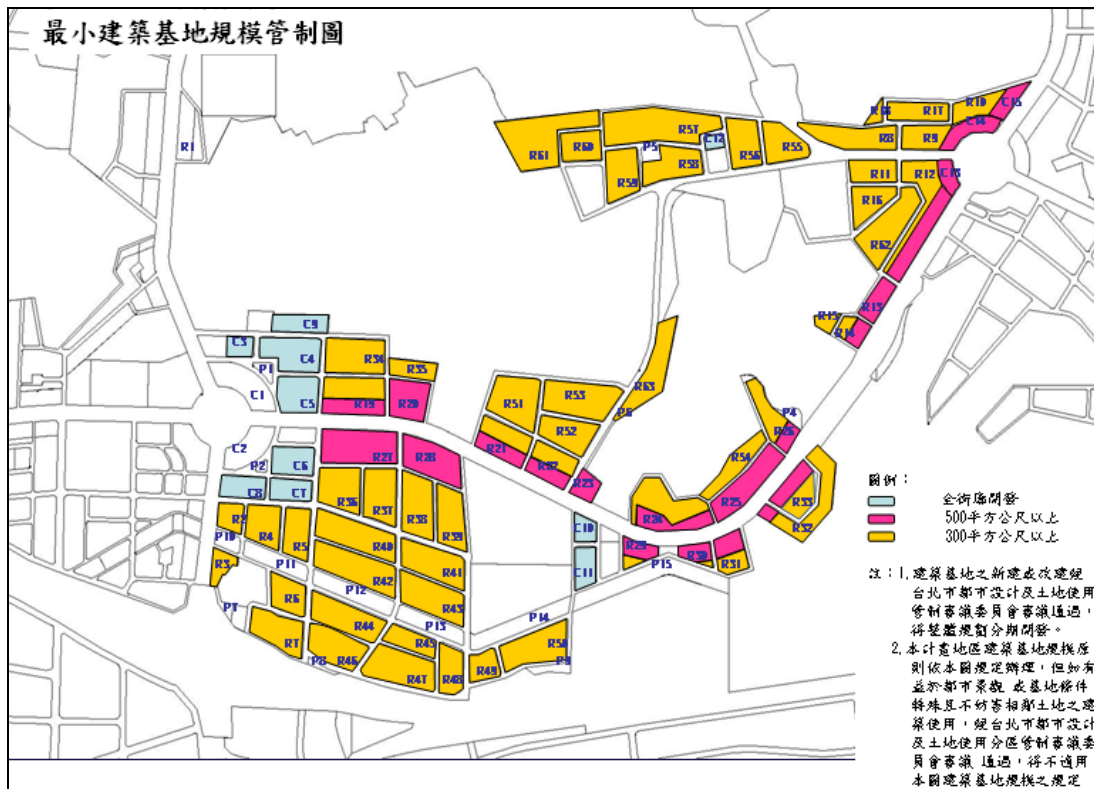 最小建築基地規模管制圖
R1
R61
R60
R57
P5
C12
R59
R58
R56
R55
R18
R17
R10
C15
C14
R8
R9
R11
R12
C13
R16
R62
R13
R15
R14
C9
C3
C4
P1
R34
R35
C1
C5
R19
R20
R51
R53
R52
R63
P6
R21
R22
R23
P4
R26
R54
R25
R24
R33
R32
C2
P2
C6
R27
R28
C8
C7
R36
R37
R38
R39
R2
R4
R5
P10
R3
P11
R40
R41
R42
R43
P12
P13
P14
C10
C11
R29
R30
R31
P15
R6
P7
R7
R44
R45
P8
R46
R47
R48
R49
R50
P9
圖例：
全街廓開發
500平方公尺以上
300平方公尺以上
注：1.建築基地之新建或改建經
台北市都市設計及土地使用
管制審議委員會審議通過，
得整體規劃分期開發。
2.本計畫地區建築基地規模原
則依本圖規定辦理，但如有
益於都市景觀 或基地條件
特殊且不妨害相鄰土地之建
築使用，經台北市都市設計
及土地使用分區管制審議委
員會審議 通過，得不適用
本圖建築基地規模之規定